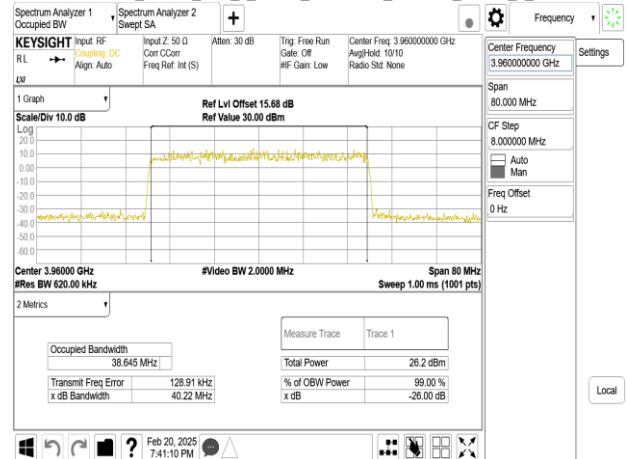 Spectrum Analyzer 1
Occupied BW
Spectrum Analyzer 2
Swept SA
+
Frequency
KEYSIGHT
RL
Input: RF
Coupling: DC
Align: Auto
Input Z: 50 Ω
Corr CCorr
Freq Ref: Int (S)
Atten: 30 dB
Trig: Free Run
Gate: Off
#IF Gain: Low
Center Freq: 3.960000000 GHz
Avg|Hold: 10/10
Radio Std: None
LXI
Center Frequency
3.960000000 GHz
Settings
Span
80.000 MHz
CF Step
8.000000 MHz
Auto
Man
Freq Offset
0 Hz
1 Graph
Ref Lvl Offset 15.68 dB
Scale/Div 10.0 dB
Ref Value 30.00 dBm
Log
20.0
10.0
0.00
-10.0
-20.0
-30.0
-40.0
-50.0
-60.0
Center 3.96000 GHz
#Video BW 2.0000 MHz
Span 80 MHz
#Res BW 620.00 kHz
Sweep 1.00 ms (1001 pts)
2 Metrics
Measure Trace
Trace 1
Occupied Bandwidth
38.645 MHz
Total Power
26.2 dBm
Transmit Freq Error
128.91 kHz
% of OBW Power
99.00 %
x dB Bandwidth
40.22 MHz
x dB
-26.00 dB
Local
?
Feb 20, 2025
7:41:10 PM